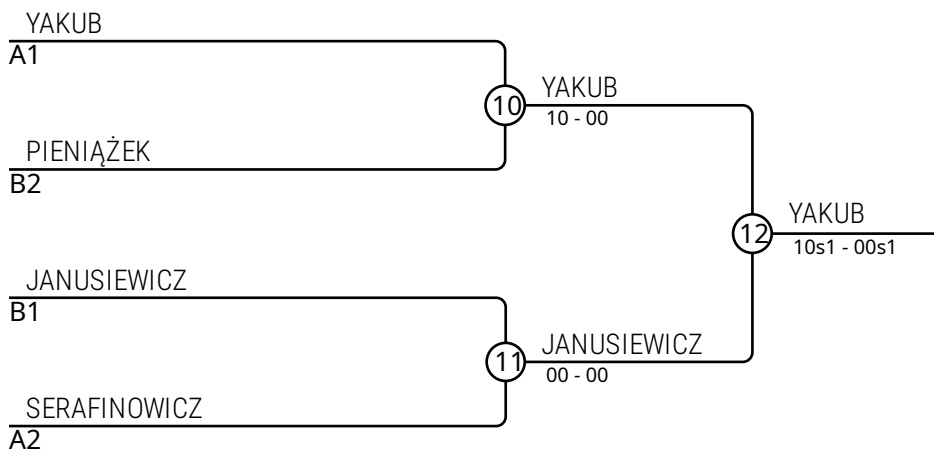 YAKUB
A1
10
YAKUB
10 - 00
PIENIĄŻEK
B2
12
YAKUB
10s1 - 00s1
JANUSIEWICZ
B1
11
JANUSIEWICZ
00 - 00
SERAFINOWICZ
A2